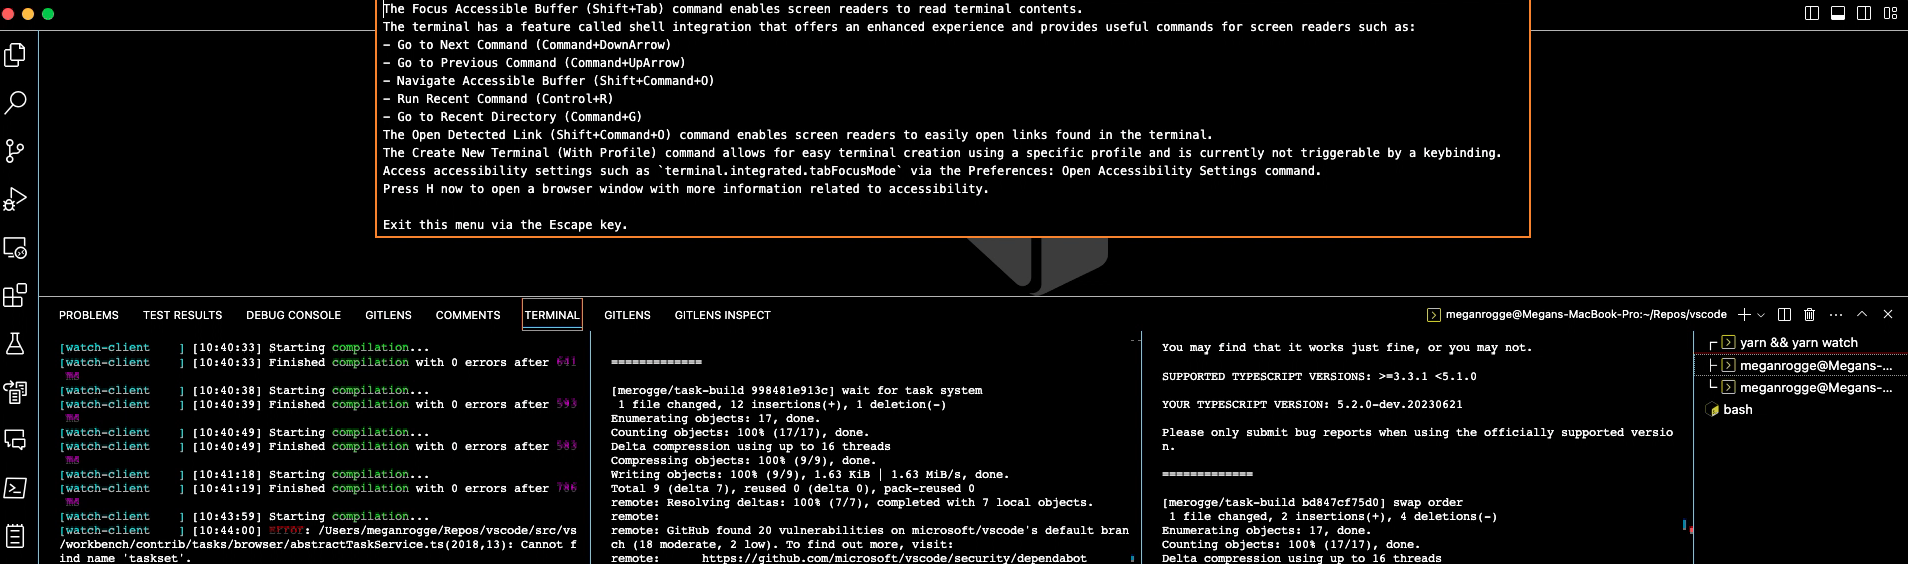 The Focus Accessible Buffer (Shift+Tab) command enables screen readers to read terminal contents.
The terminal has a feature called shell integration that offers an enhanced experience and provides useful commands for screen readers such as:
- Go to Next Command (Command+DownArrow)
- Go to Previous Command (Command+UpArrow)
- Navigate Accessible Buffer (Shift+Command+O)
- Run Recent Command (Control+R)
- Go to Recent Directory (Command+G)
The Open Detected Link (Shift+Command+O) command enables screen readers to easily open links found in the terminal.
The Create New Terminal (With Profile) command allows for easy terminal creation using a specific profile and is currently not triggerable by a keybinding.
Access accessibility settings such as `terminal.integrated.tabFocusMode` via the Preferences: Open Accessibility Settings command.
Press H now to open a browser window with more information related to accessibility.
Exit this menu via the Escape key.
PROBLEMS TEST RESULTS DEBUG CONSOLE GITLENS COMMENTS TERMINAL GITLENS GITLENS INSPECT
meganrogge@Megans-MacBook-Pro:~/Repos/vscode
[watch-client    ] [10:40:33] Starting compilation...
[watch-client    ] [10:40:33] Finished compilation with 0 errors after 641
ms
[watch-client    ] [10:40:38] Starting compilation...
[watch-client    ] [10:40:39] Finished compilation with 0 errors after 593
ms
[watch-client    ] [10:40:49] Starting compilation...
[watch-client    ] [10:40:49] Finished compilation with 0 errors after 583
ms
[watch-client    ] [10:41:18] Starting compilation...
[watch-client    ] [10:41:19] Finished compilation with 0 errors after 786
ms
[watch-client    ] [10:43:59] Starting compilation...
[watch-client    ] [10:44:00] Error: /Users/meganrogge/Repos/vscode/src/vs
/workbench/contrib/tasks/browser/abstractTaskService.ts(2018,13): Cannot f
ind name 'taskset'.
=============
[merogge/task-build 998481e913c] wait for task system
1 file changed, 12 insertions(+), 1 deletion(-)
Enumerating objects: 17, done.
Counting objects: 100% (17/17), done.
Delta compression using up to 16 threads
Compressing objects: 100% (9/9), done.
Writing objects: 100% (9/9), 1.63 KiB | 1.63 MiB/s, done.
Total 9 (delta 7), reused 0 (delta 0), pack-reused 0
remote: Resolving deltas: 100% (7/7), completed with 7 local objects.
remote:
remote: GitHub found 20 vulnerabilities on microsoft/vscode's default bran
ch (18 moderate, 2 low). To find out more, visit:
remote:      https://github.com/microsoft/vscode/security/dependabot
You may find that it works just fine, or you may not.
SUPPORTED TYPESCRIPT VERSIONS: >=3.3.1 <5.1.0
YOUR TYPESCRIPT VERSION: 5.2.0-dev.20230621
Please only submit bug reports when using the officially supported versio
n.
=============
[merogge/task-build bd847cf75d0] swap order
1 file changed, 2 insertions(+), 4 deletions(-)
Enumerating objects: 17, done.
Counting objects: 100% (17/17), done.
Delta compression using up to 16 threads
yarn && yarn watch
meganrogge@Megans-...
meganrogge@Megans-...
bash